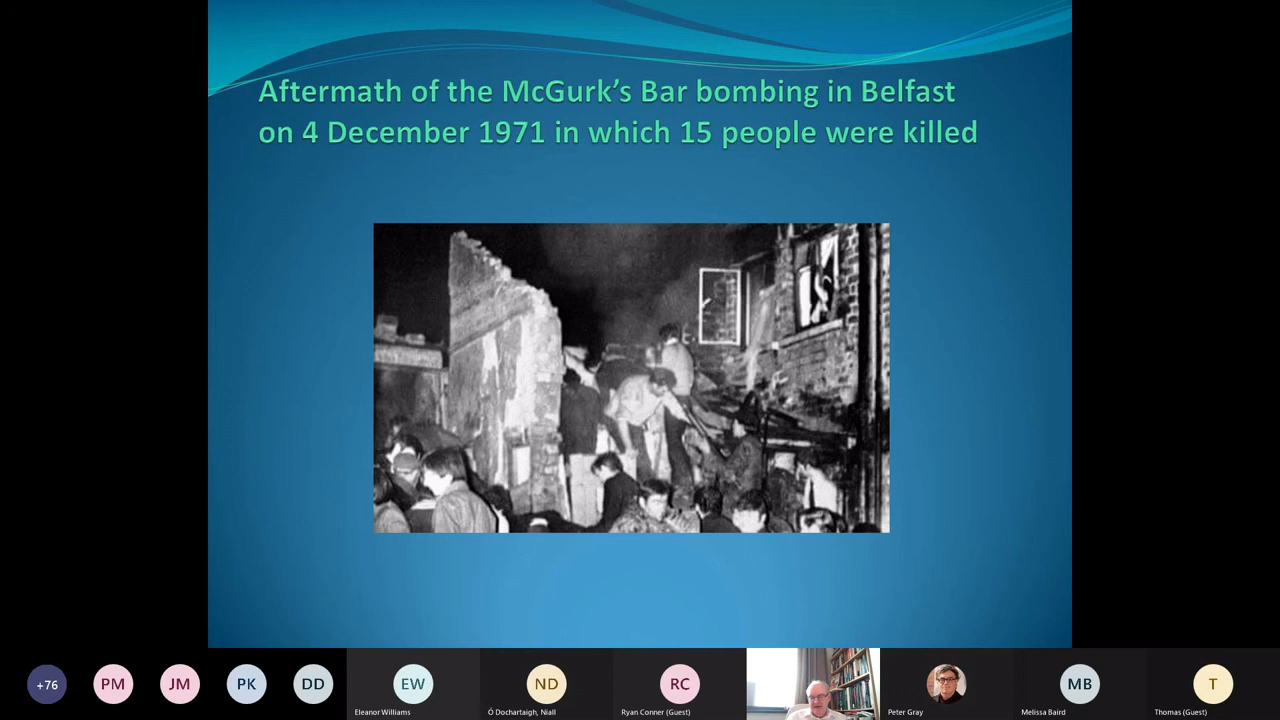 Aftermath of the McGurk's Bar bombing in Belfast
on 4 December 1971 in which 15 people were killed
+76
PM
JM
PK
DD
EW
Eleanor Williams
ND
Ó Dochartaigh, Niall
RC
Ryan Conner (Guest)
Peter Gray
MB
Melissa Baird
T
Thomas (Guest)